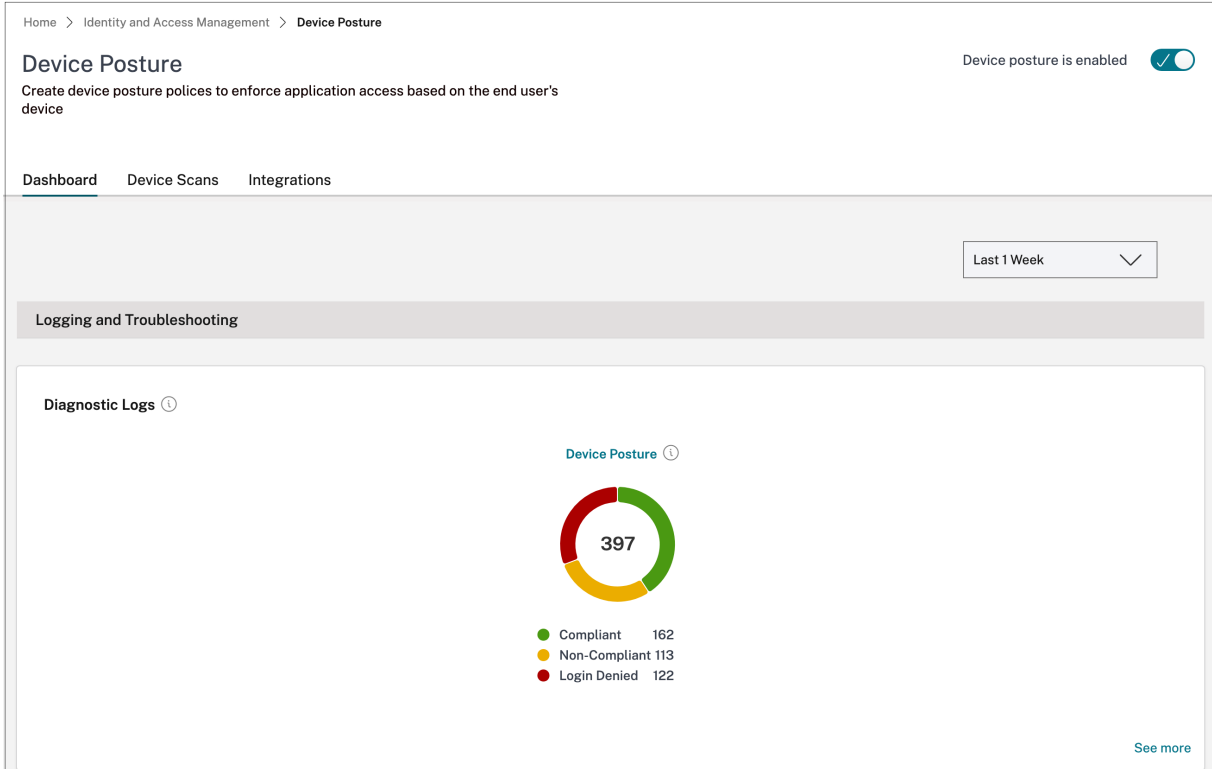 Home > Identity and Access Management > Device Posture
Device Posture
Device posture is enabled
Create device posture polices to enforce application access based on the end user's
device
Dashboard Device Scans Integrations
Last 1 Week
Logging and Troubleshooting
Diagnostic Logs
Device Posture
397
Compliant 162
Non-Compliant 113
Login Denied 122
See more